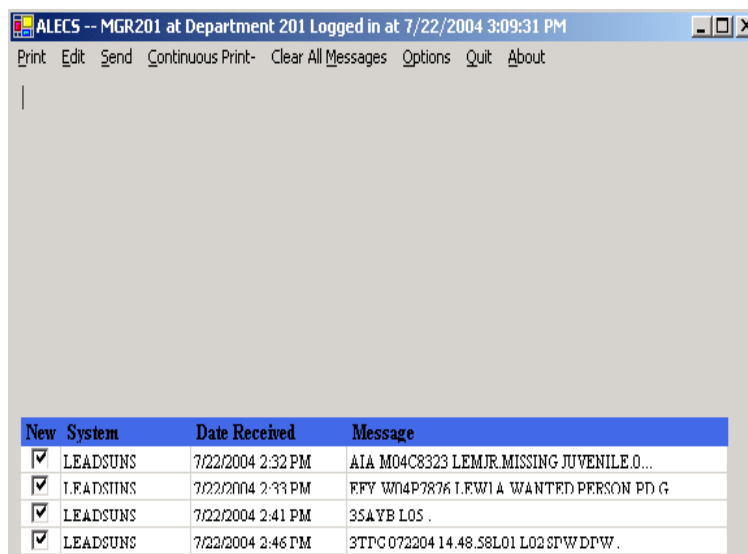 ALECS -- MGR201 at Department 201 Logged in at 7/22/2004 3:09:31 PM
Print Edit Send Continuous Print- Clear All Messages Options Quit About
New System Date Received Message
LEADSUNS 7/22/2004 2:32 PM AIA M04C8323 LEMJR.MISSING JUVENILE.0...
LEADSUNS 7/22/2004 2:33 PM EFY W04P7876 LEW1A WANTED PERSON PD G
LEADSUNS 7/22/2004 2:41 PM 3SAYB L05 .
LEADSUNS 7/22/2004 2:46 PM 3TPG 072204 14.48.58L01 L02 SPW DPW .